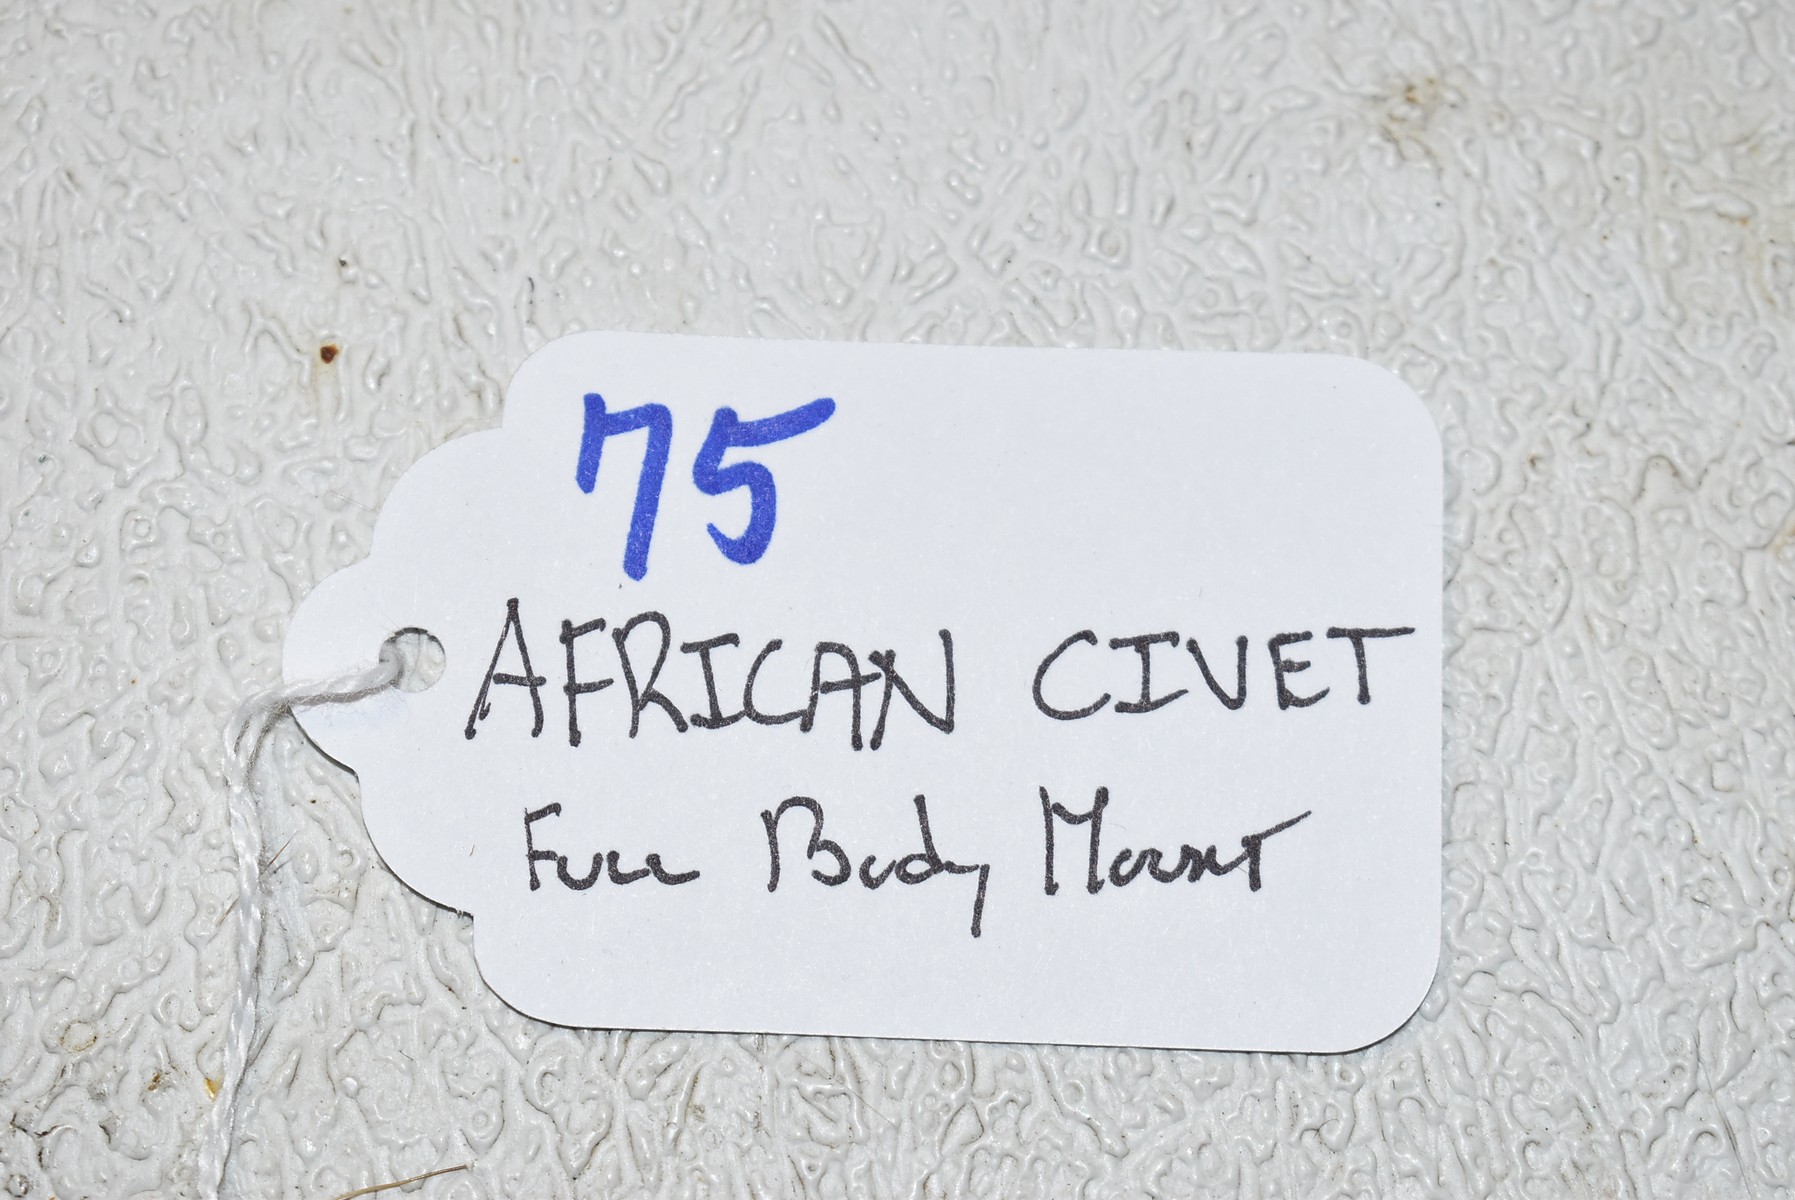 75
AFRICAN CIVET
Full Body Mount